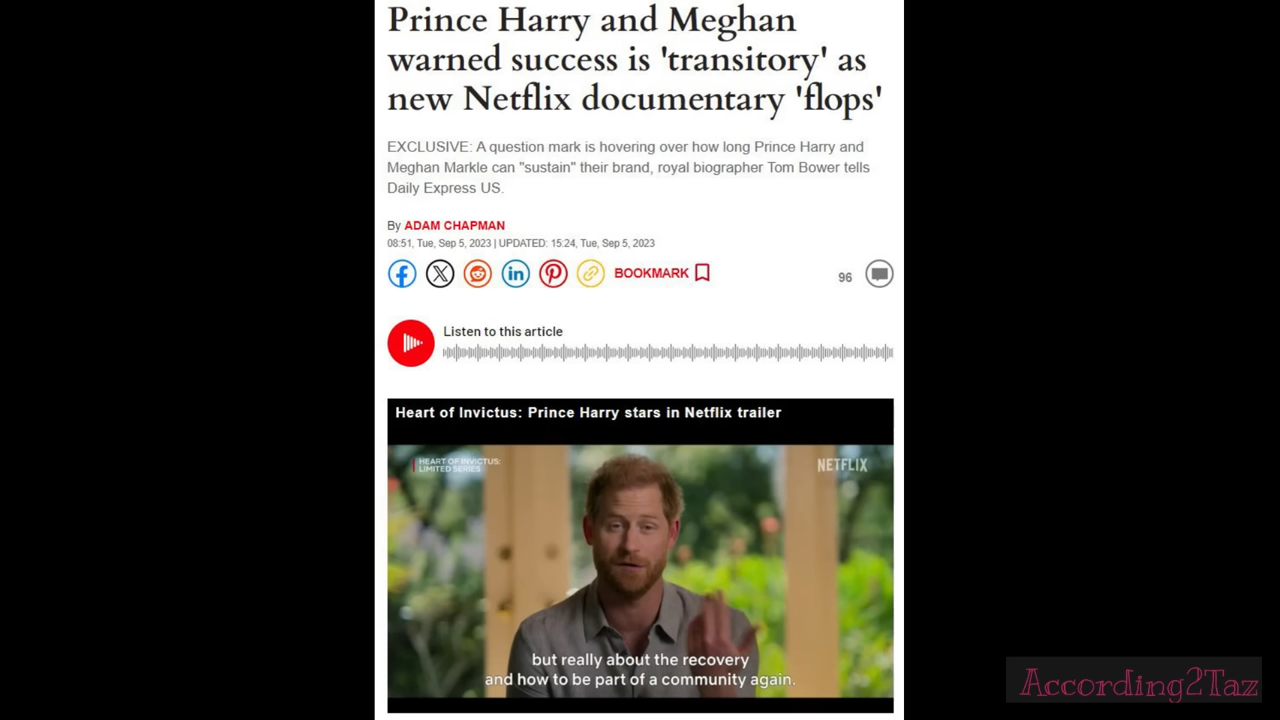 Prince Harry and Meghan
warned success is 'transitory' as
new Netflix documentary 'flops'
EXCLUSIVE: A question mark is hovering over how long Prince Harry and
Meghan Markle can "sustain" their brand, royal biographer Tom Bower tells
Daily Express US.
By ADAM CHAPMAN
08:51, Tue, Sep 5, 2023 | UPDATED: 15:24, Tue, Sep 5, 2023
BOOKMARK
96
Listen to this article
Heart of Invictus: Prince Harry stars in Netflix trailer
HEART OF INVICTUS:
LIMITED SERIES
NETFLIX
but really about the recovery
and how to be part of a community again.
According2Taz